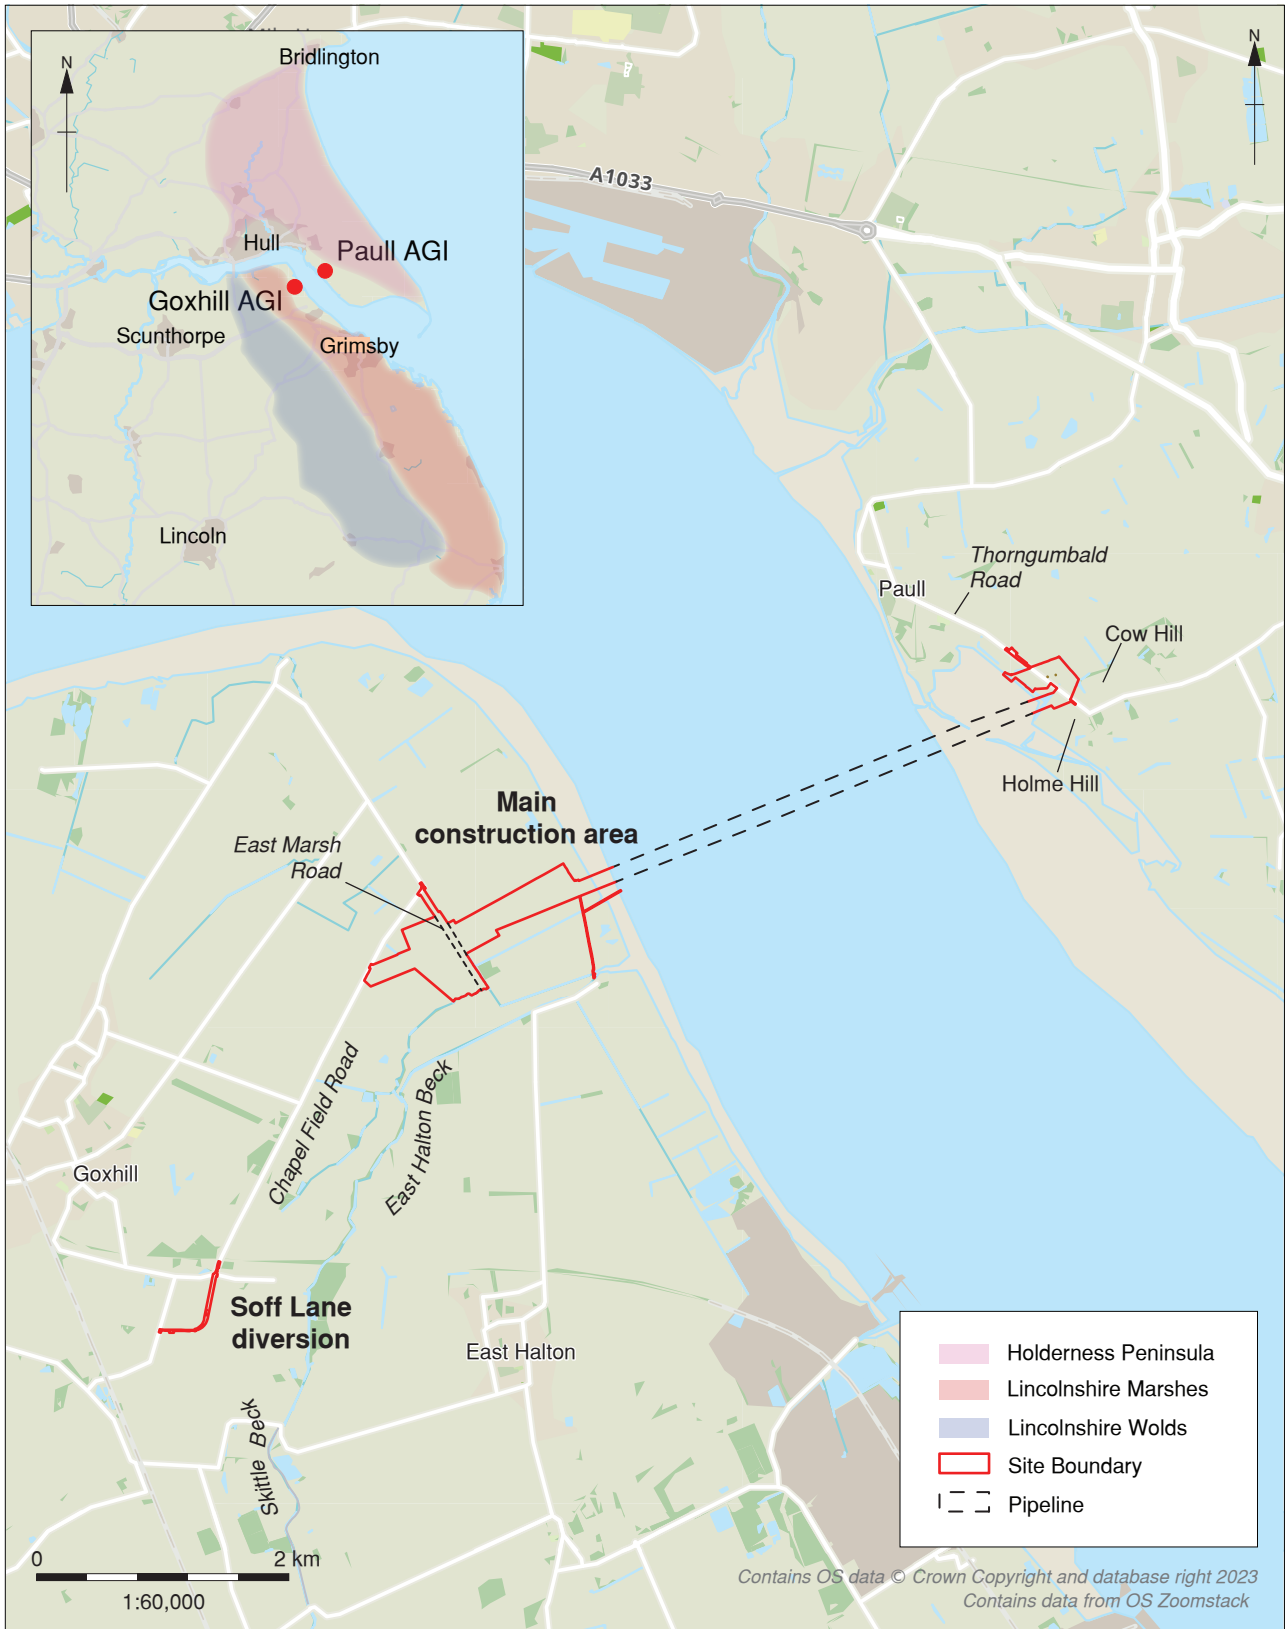 N
Bridlington
Hull
Paull AGI
Goxhill AGI
Scunthorpe
Grimsby
Lincoln
N
A1033
Thorngumbald
Road
Paull
Cow Hill
Holme Hill
Main
construction area
East Marsh
Road
Chapel Field Road
East Halton Beck
Goxhill
Soff Lane
diversion
East Halton
Skittle Beck
Holderness Peninsula
Lincolnshire Marshes
Lincolnshire Wolds
Site Boundary
Pipeline
0 2 km
1:60,000
Contains OS data © Crown Copyright and database right 2023
Contains data from OS Zoomstack